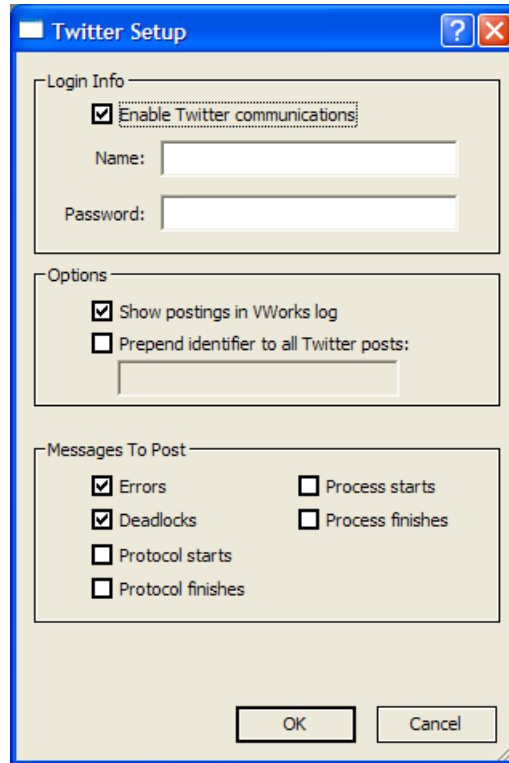 Twitter Setup
Login Info
Enable Twitter communications
Name:
Password:
Options
Show postings in VWorks log
Prepend identifier to all Twitter posts:
Messages To Post
Errors
Process starts
Deadlocks
Process finishes
Protocol starts
Protocol finishes
OK
Cancel